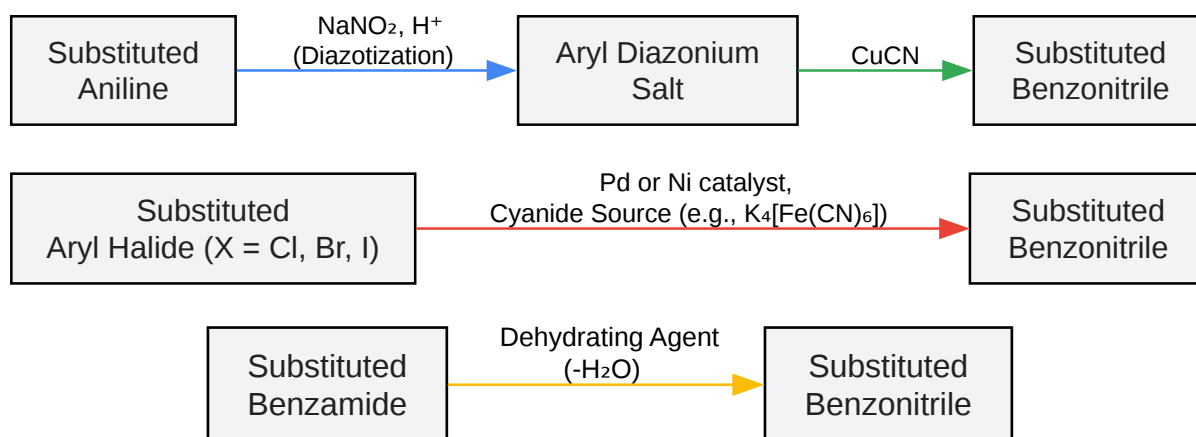 Substituted
Aniline
NaNO₂, H⁺
(Diazotization)
Aryl Diazonium
Salt
CuCN
Substituted
Benzonitrile
Substituted
Aryl Halide (X = Cl, Br, I)
Pd or Ni catalyst,
Cyanide Source (e.g., K₄[Fe(CN)₆])
Substituted
Benzonitrile
Substituted
Benzamide
Dehydrating Agent
(-H₂O)
Substituted
Benzonitrile